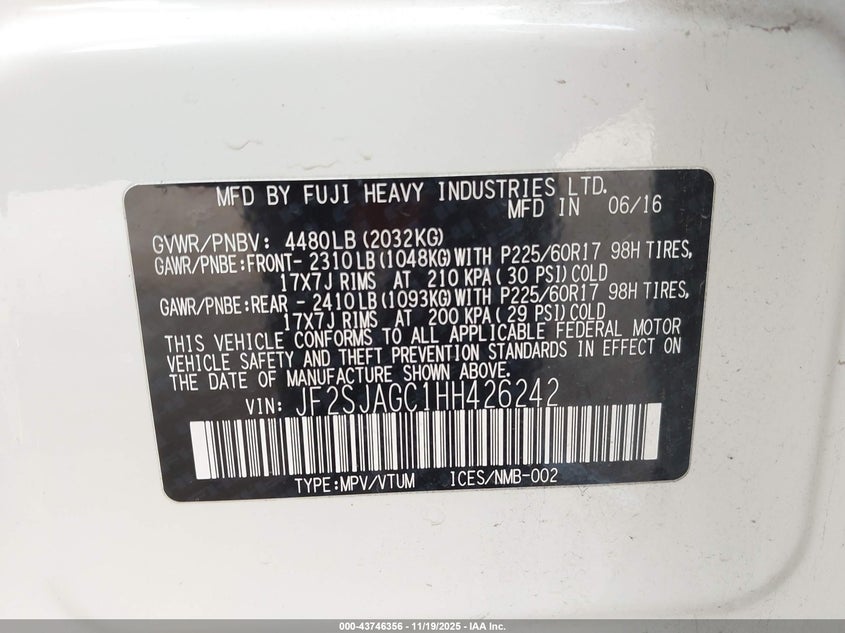 MFD BY FUJI HEAVY INDUSTRIES LTD.
MFD IN 06/16
GVWR/PNBV: 4480LB (2032KG)
GAWR/PNBE:FRONT- 2310LB (1048KG) WITH P225/60R17 98H TIRES,
17X7J RIMS AT 210 KPA (30 PSI) COLD
GAWR/PNBE:REAR - 2410LB (1093KG) WITH P225/60R17 98H TIRES,
17X7J RIMS AT 200 KPA (29 PSI) COLD
THIS VEHICLE CONFORMS TO ALL APPLICABLE FEDERAL MOTOR
VEHICLE SAFETY AND THEFT PREVENTION STANDARDS IN EFFECT ON
THE DATE OF MANUFACTURE SHOWN ABOVE.
VIN: JF2SJAGC1HH426242
TYPE:MPV/VTUM ICES/NMB-002
000-43746356 - 11/19/2025 - IAA Inc.